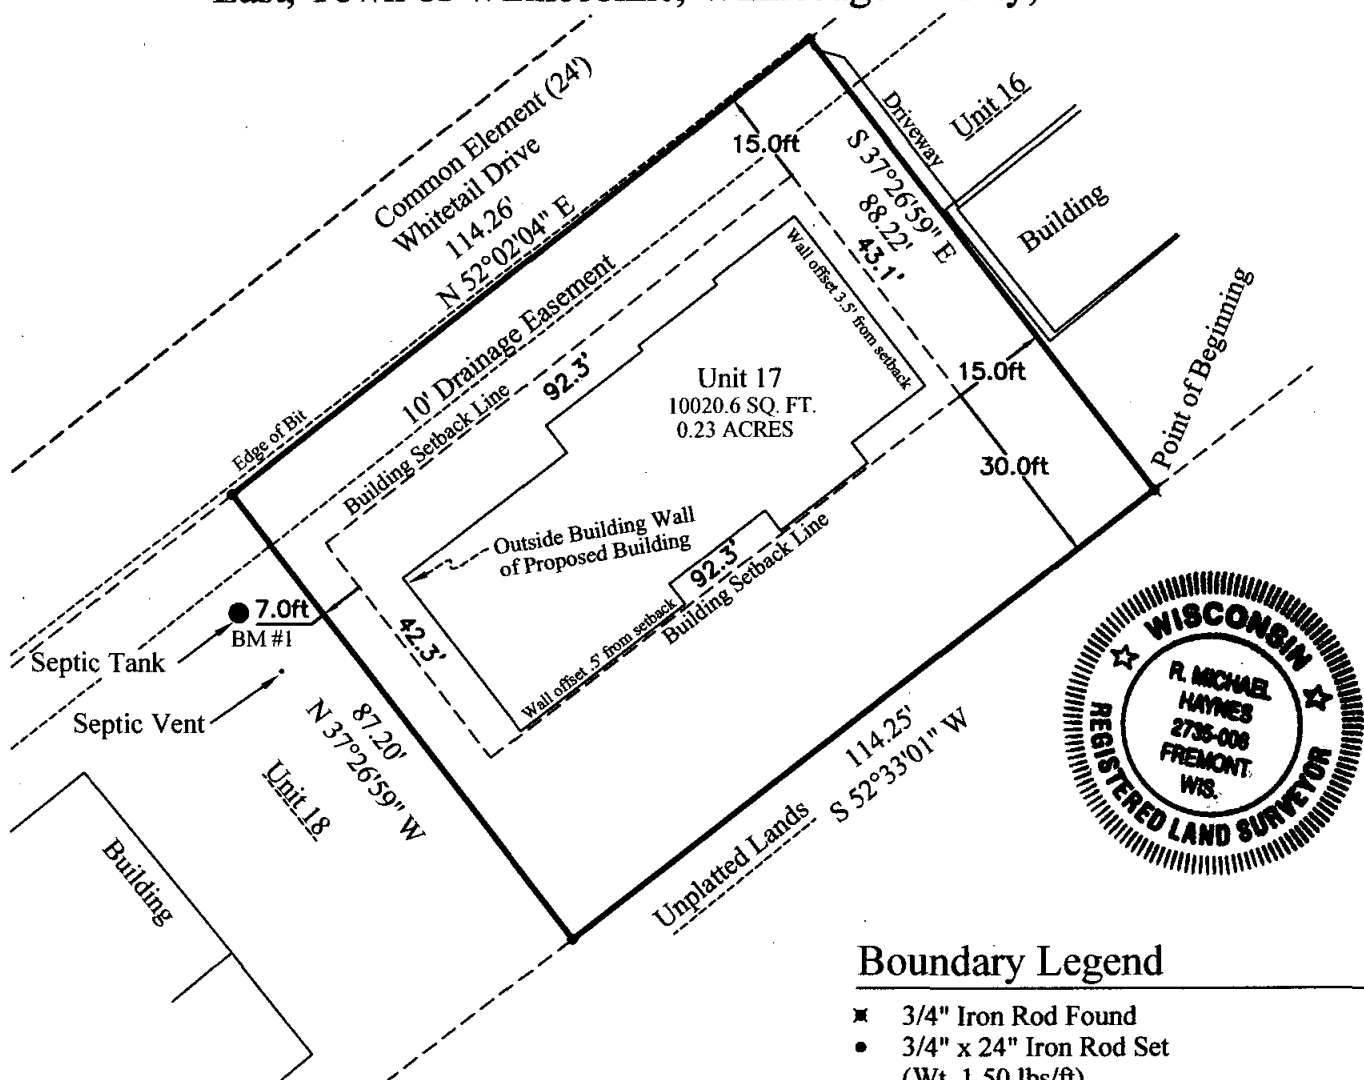 Common Element (24')
Whitetail Drive
114.26'
N 52°02'04" E
15.0ft
Driveway
Unit 16
Building
S 37°26'59" E
88.22'
43.1'
10' Drainage Easement
Building Setback Line
92.3'
Wall offset 3.5' from setback
Unit 17
10020.6 SQ. FT.
0.23 ACRES
15.0ft
Point of Beginning
Edge of Bit
30.0ft
Outside Building Wall
of Proposed Building
92.3'
Building Setback Line
Wall offset .5' from setback
7.0ft
BM #1
42.3'
Septic Tank
Septic Vent
87.20'
N 37°26'59" W
Unit 18
Building
114.25'
S 52°33'01" W
Unplatted Lands
WISCONSIN
R. MICHAEL
HAYNES
2735-008
FREMONT
WIS.
REGISTERED LAND SURVEYOR
Boundary Legend
3/4" Iron Rod Found
3/4" x 24" Iron Rod Set
(Wt. 1.50 lbs/ft)